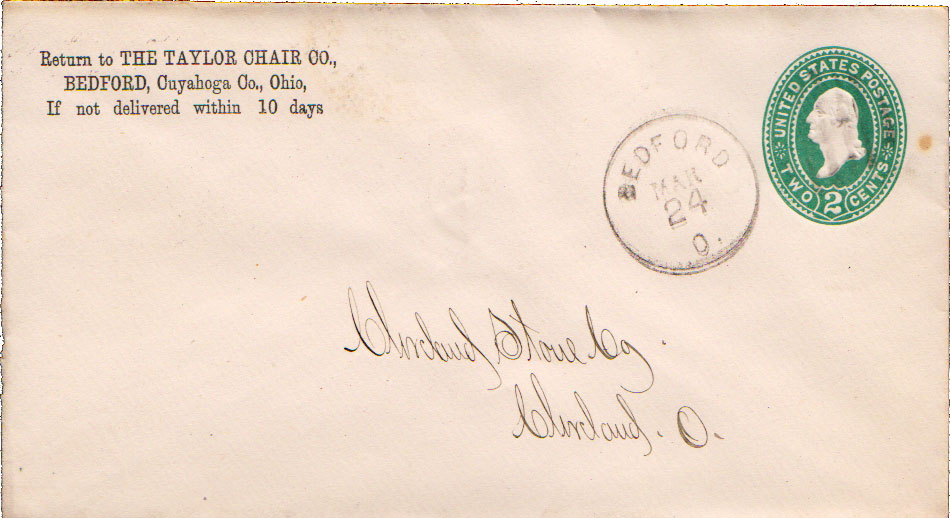 Return to THE TAYLOR CHAIR CO.,
BEDFORD, Cuyahoga Co., Ohio,
If not delivered within 10 days
UNITED STATES POSTAGE
TWO 2 CENTS
BEDFORD
MAR
24
O.
Cleveland Stone Co.
Cleveland. O.